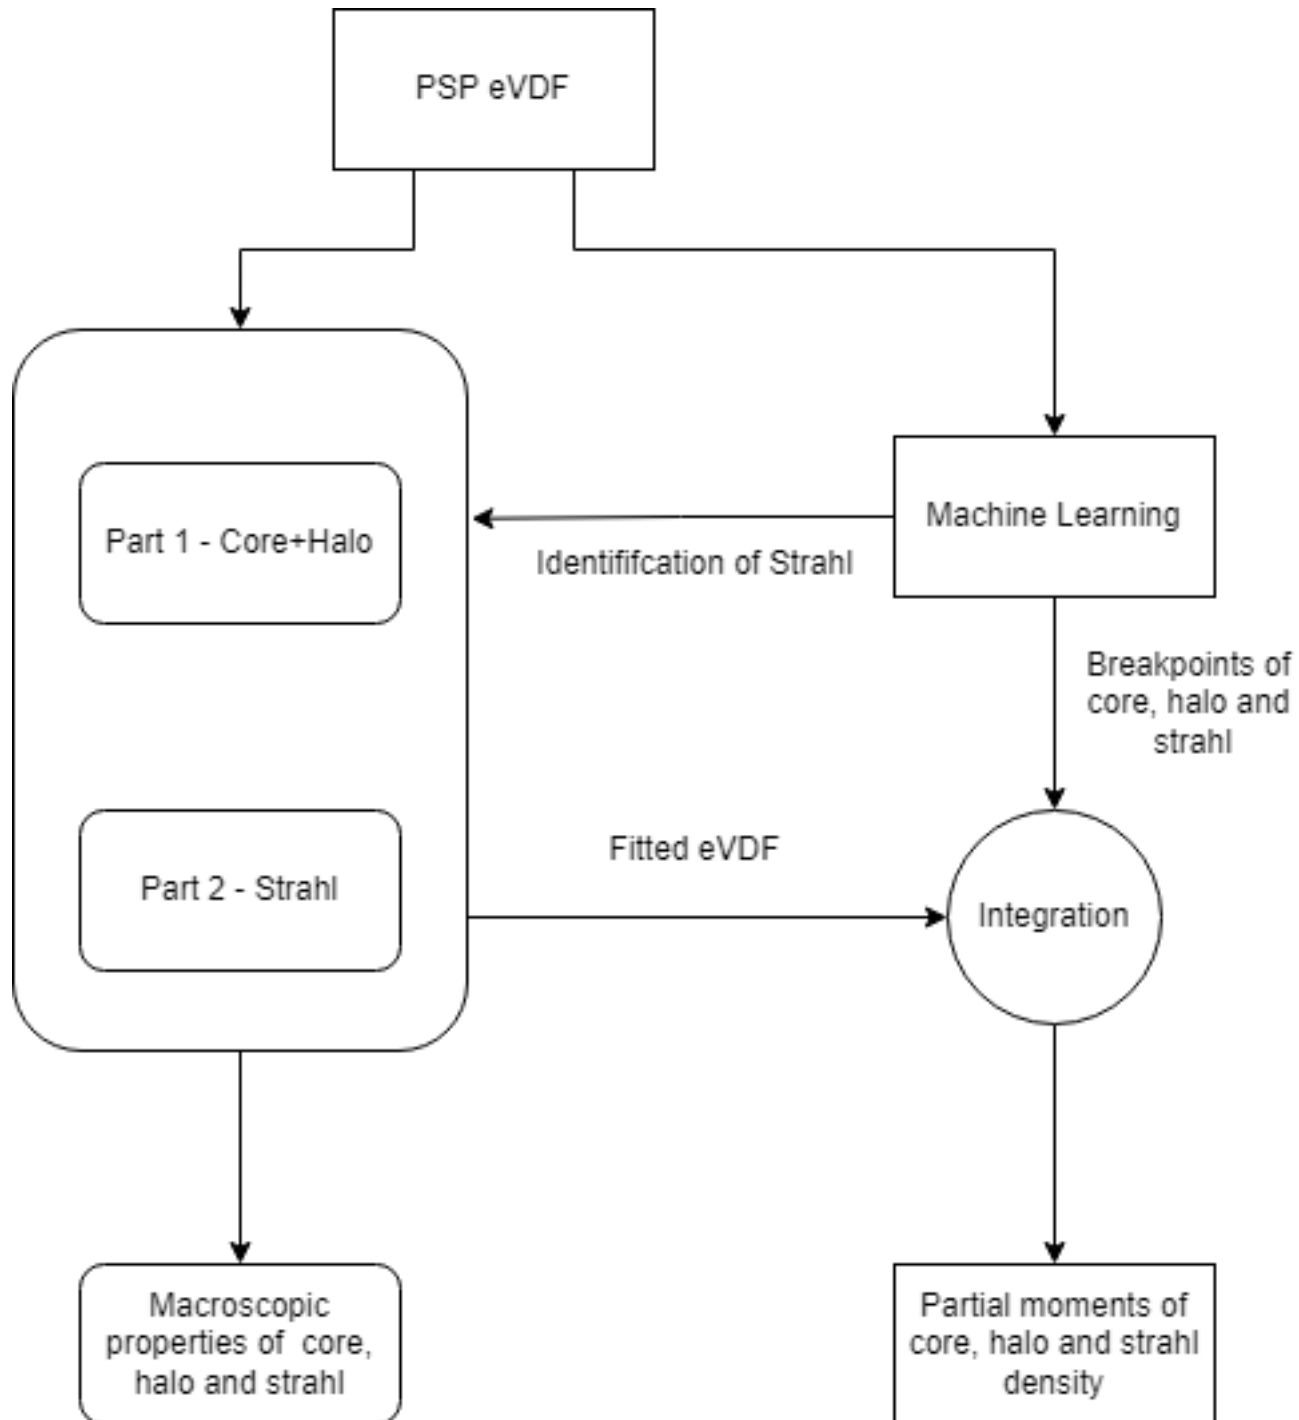 PSP eVDF
Part 1 - Core+Halo
Machine Learning
Identififcation of Strahl
Breakpoints of
core, halo and
strahl
Part 2 - Strahl
Fitted eVDF
Integration
Macroscopic
properties of core,
halo and strahl
Partial moments of
core, halo and strahl
density